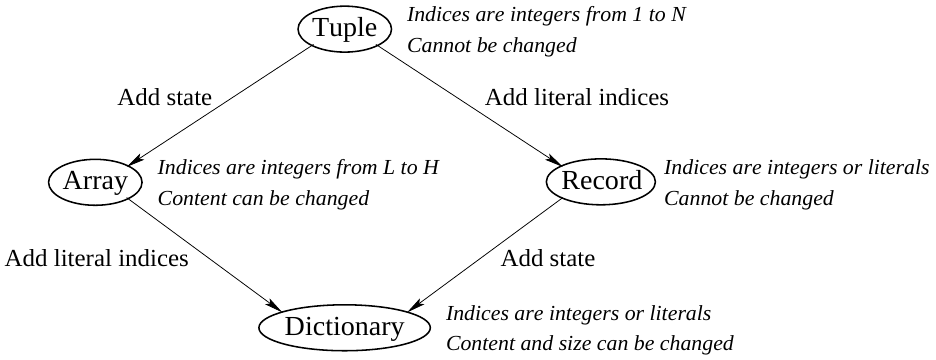 Tuple
Indices are integers from 1 to N
Cannot be changed
Add state
Add literal indices
Array
Indices are integers from L to H
Content can be changed
Record
Indices are integers or literals
Cannot be changed
Add literal indices
Add state
Dictionary
Indices are integers or literals
Content and size can be changed